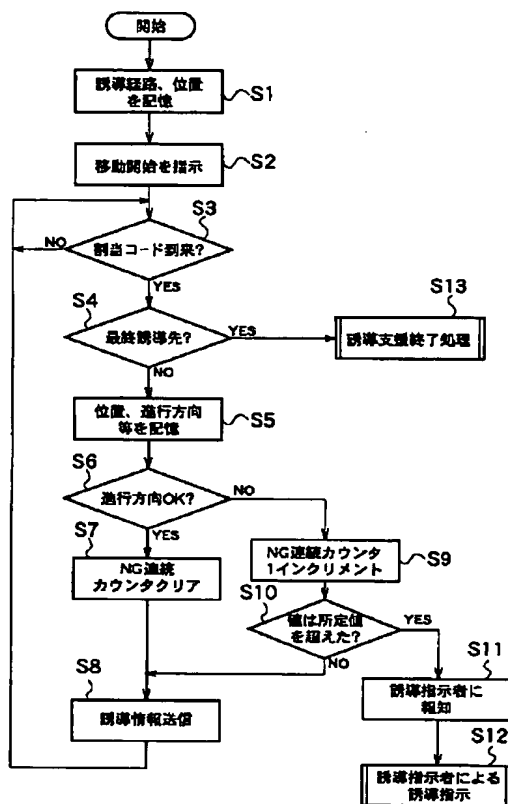 開始
誘導経路、位置
を記憶
S1
移動開始を指示
S2
S3
割当コード到来?
NO
YES
S4
最終誘導先?
YES
NO
S13
誘導支援終了処理
位置、進行方向
等を記憶
S5
S6
進行方向OK?
NO
YES
S7
NG連続
カウンタクリア
NG連続カウンタ
1インクリメント
S9
S10
値は所定値
を超えた?
YES
NO
S8
誘導情報送信
S11
誘導指示者に
報知
S12
誘導指示者による
誘導指示